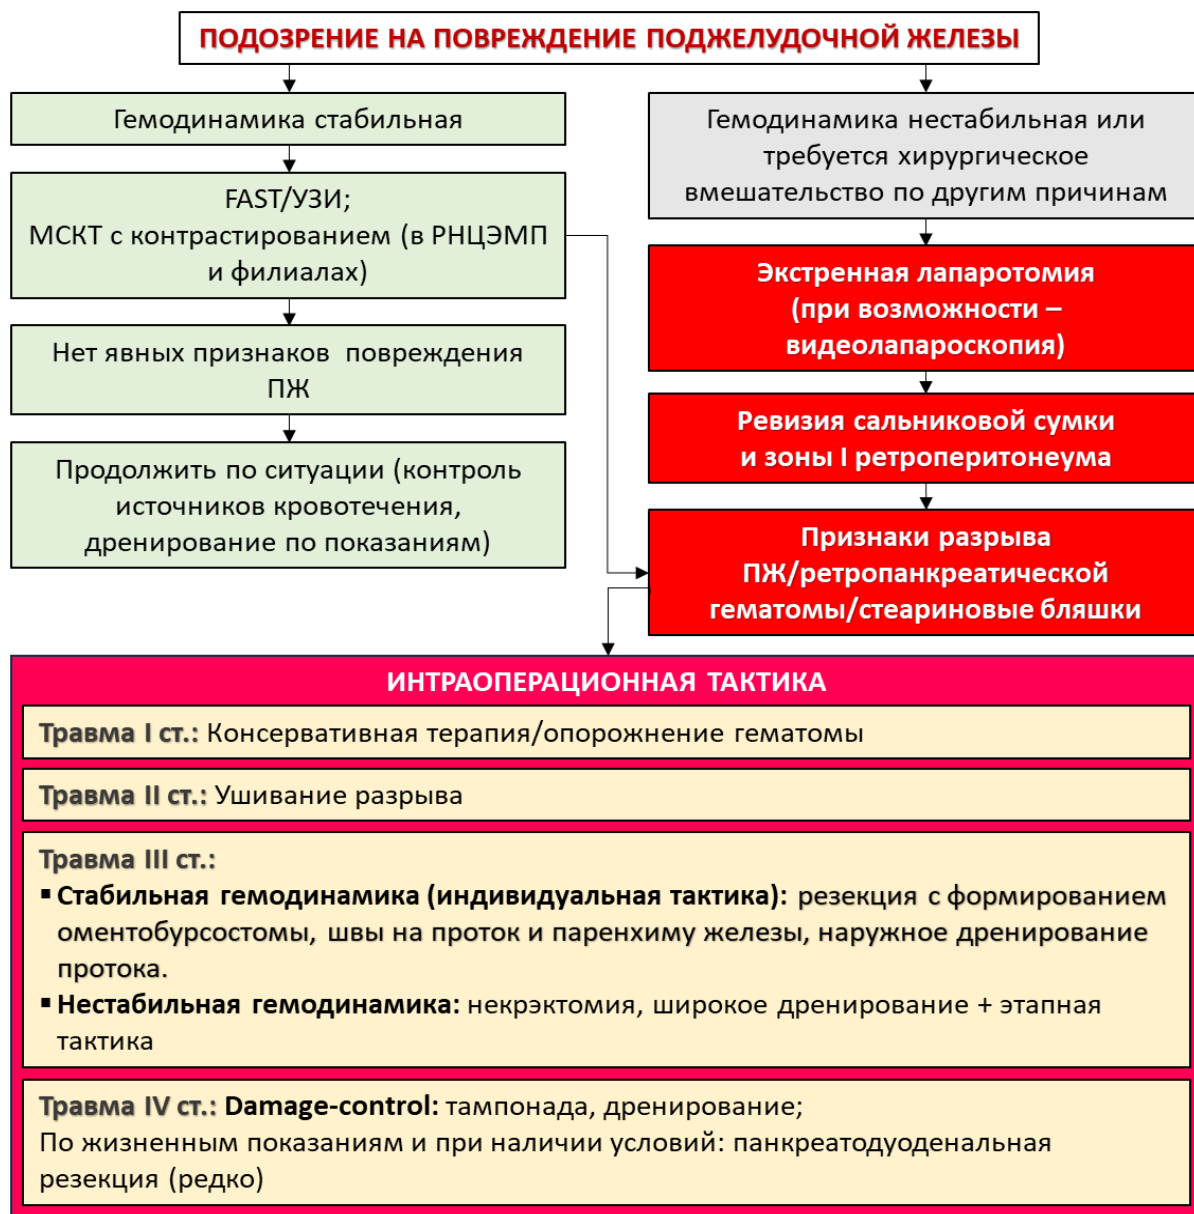 ПОДОЗРЕНИЕ НА ПОВРЕЖДЕНИЕ ПОДЖЕЛУДОЧНОЙ ЖЕЛЕЗЫ
Гемодинамика стабильная
FAST/УЗИ;
МСКТ с контрастированием (в РНЦЭМП
и филиалах)
Нет явных признаков повреждения
ПЖ
Продолжить по ситуации (контроль
источников кровотечения,
дренирование по показаниям)
Гемодинамика нестабильная или
требуется хирургическое
вмешательство по другим причинам
Экстренная лапаротомия
(при возможности –
видеолапароскопия)
Ревизия сальниковой сумки
и зоны I ретроперитонеума
Признаки разрыва
ПЖ/ретропанкреатической
гематомы/стеариновые бляшки
ИНТРАОПЕРАЦИОННАЯ ТАКТИКА
Травма I ст.: Консервативная терапия/опорожнение гематомы
Травма II ст.: Ушивание разрыва
Травма III ст.:
▪ Стабильная гемодинамика (индивидуальная тактика): резекция с формированием
оментобурсостомы, швы на проток и паренхиму железы, наружное дренирование
протока.
▪ Нестабильная гемодинамика: некрэктомия, широкое дренирование + этапная
тактика
Травма IV ст.: Damage-control: тампонада, дренирование;
По жизненным показаниям и при наличии условий: панкреатодуоденальная
резекция (редко)